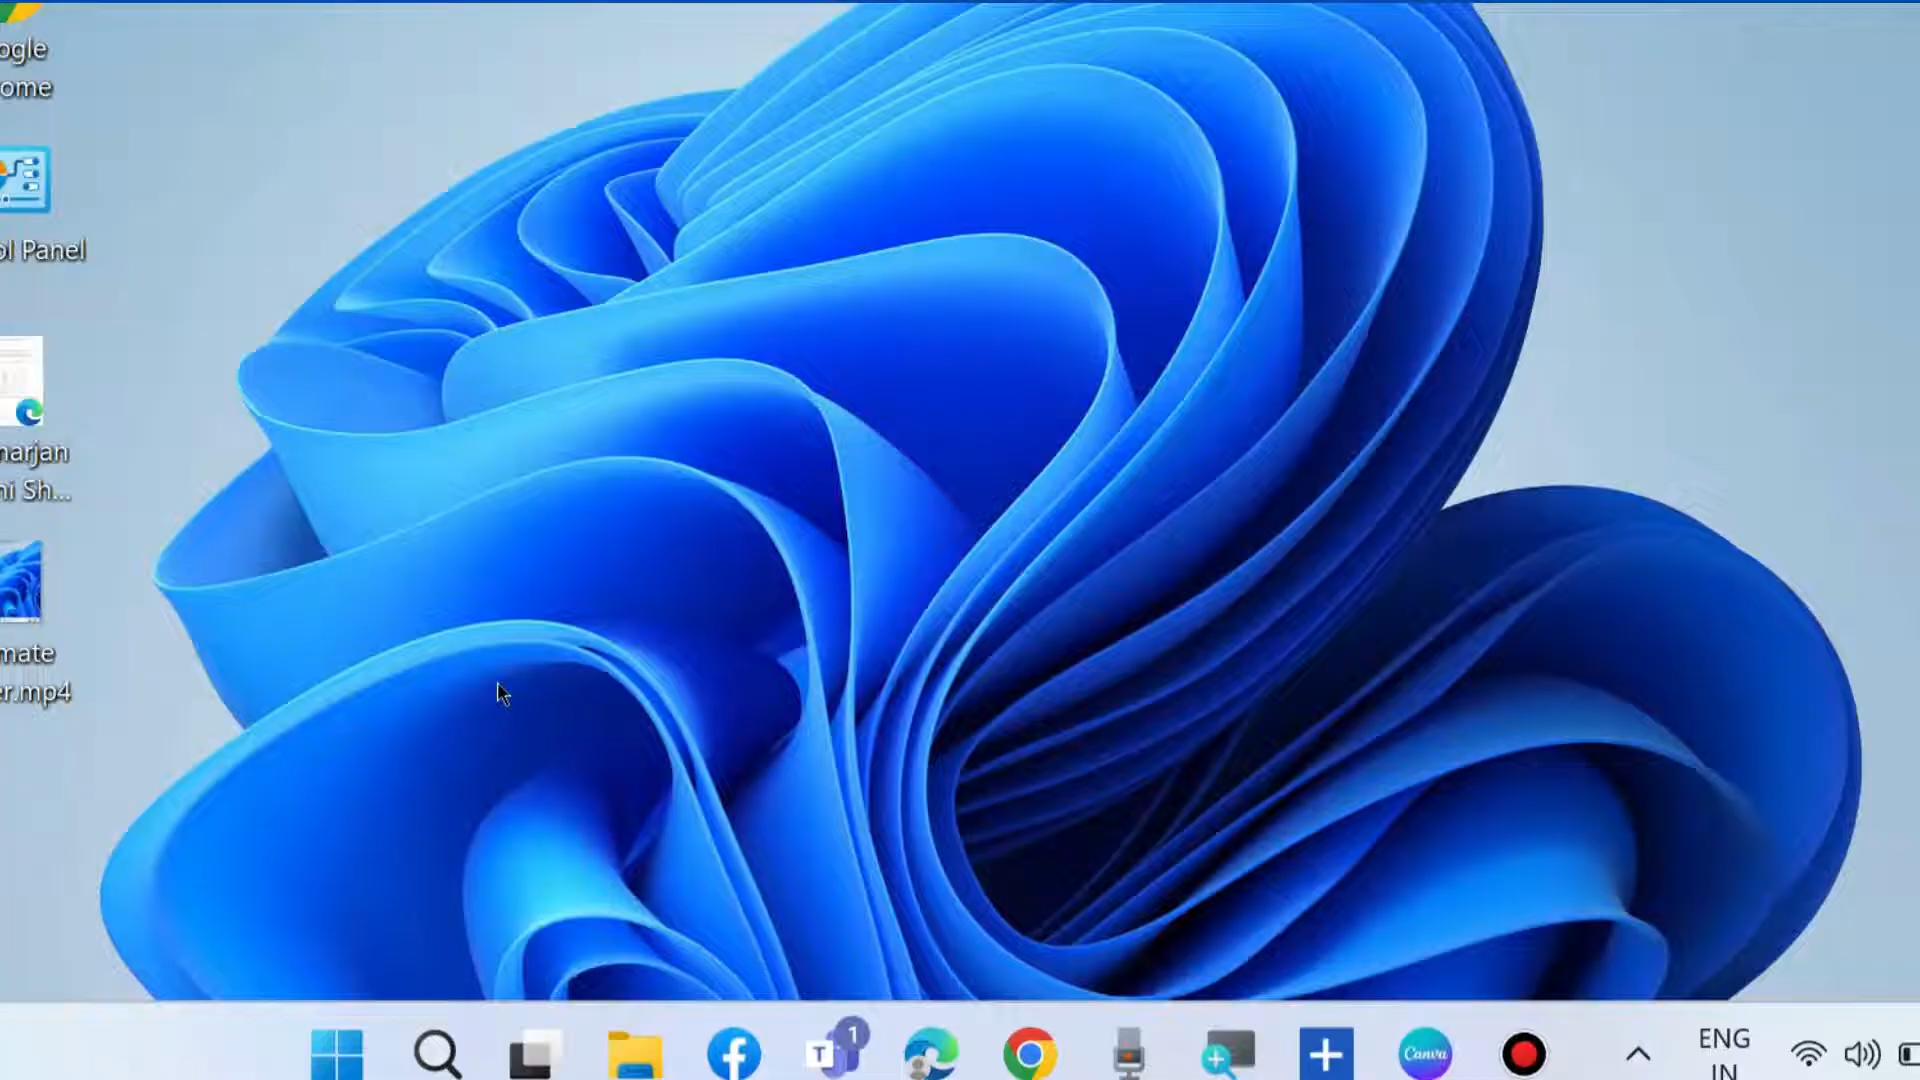 ogle
ome
ol Panel
narjan
ni Sh...
mate
er.mp4
T
1
Canva
ENG
IN